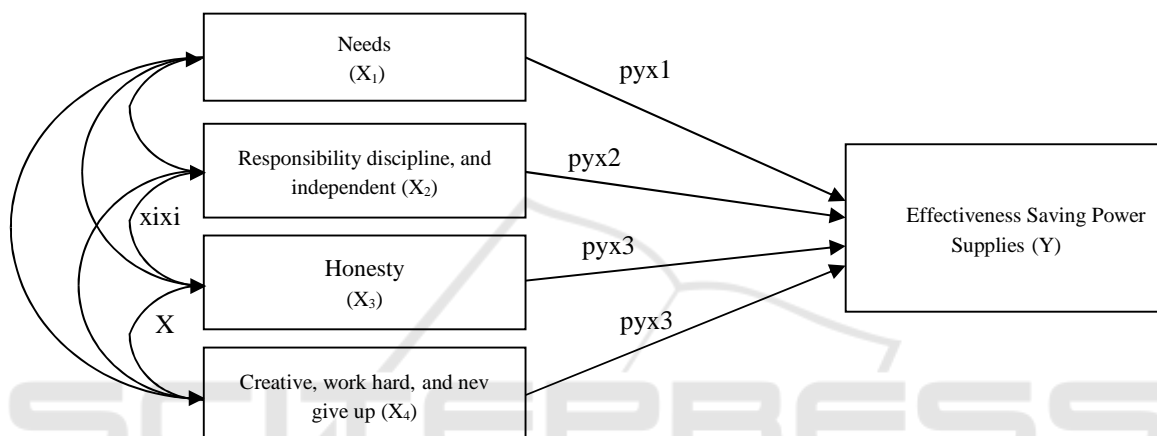 Needs
(X₁)
pyx1
Responsibility discipline, and
independent (X₂)
pyx2
xixi
Effectiveness Saving Power
Supplies (Y)
Honesty
(X₃)
pyx3
X
pyx3
Creative, work hard, and nev
give up (X₄)
SCITEPRESS